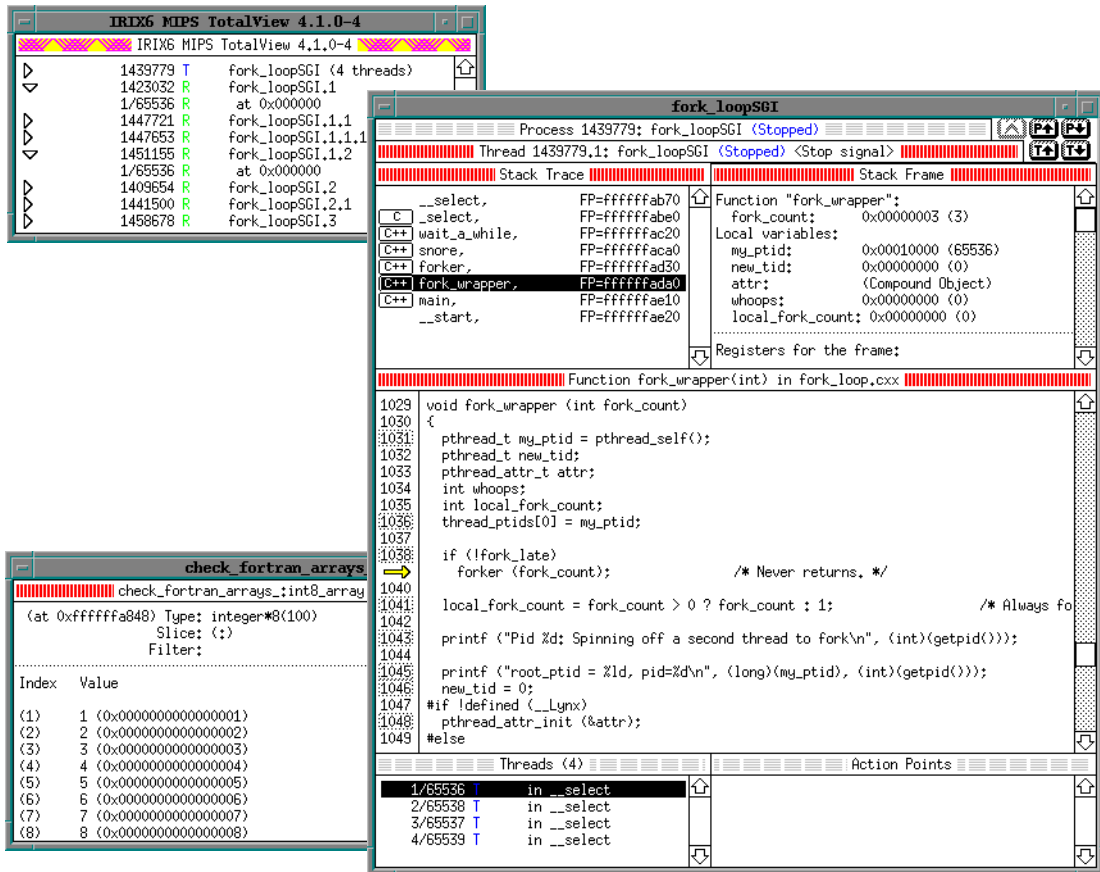 IRIX6 MIPS TotalView 4.1.0-4
IRIX6 MIPS TotalView 4.1.0-4
1439779 T fork_loopSGI (4 threads)
1423032 R fork_loopSGI.1
1/65536 R at 0x000000
1447721 R fork_loopSGI.1.1
1447653 R fork_loopSGI.1.1.1
1451155 R fork_loopSGI.1.2
1/65536 R at 0x000000
1409654 R fork_loopSGI.2
1441500 R fork_loopSGI.2.1
1458678 R fork_loopSGI.3
fork_loopSGI
Process 1439779: fork_loopSGI (Stopped)
P P
Thread 1439779.1: fork_loopSGI (Stopped) <Stop signal>
T T
Stack Trace
__select, FP=ffffffab70
C _select, FP=ffffffabe0
C++ wait_a_while, FP=ffffffac20
C++ snore, FP=ffffffaca0
C++ forker, FP=ffffffad30
C++ fork_wrapper, FP=ffffffada0
C++ main, FP=ffffffae10
__start, FP=ffffffae20
Stack Frame
Function "fork_wrapper":
fork_count: 0x00000003 (3)
Local variables:
my_ptid: 0x00010000 (65536)
new_tid: 0x00000000 (0)
attr: (Compound Object)
whoops: 0x00000000 (0)
local_fork_count: 0x00000000 (0)
Registers for the frame:
Function fork_wrapper(int) in fork_loop.cxx
1029 void fork_wrapper (int fork_count)
1030 {
1031 pthread_t my_ptid = pthread_self();
1032 pthread_t new_tid;
1033 pthread_attr_t attr;
1034 int whoops;
1035 int local_fork_count;
1036 thread_ptids[0] = my_ptid;
1037
1038 if (!fork_late)
forker (fork_count); /* Never returns. */
1040
1041 local_fork_count = fork_count > 0 ? fork_count : 1; /* Always fo
1042
1043 printf ("Pid %d: Spinning off a second thread to fork\n", (int)(getpid()));
1044
1045 printf ("root_ptid = %ld, pid=%d\n", (long)(my_ptid), (int)(getpid()));
1046 new_tid = 0;
1047 #if !defined (__Lynx)
1048 pthread_attr_init (&attr);
1049 #else
Threads (4)
1/65536 T in __select
2/65538 T in __select
3/65537 T in __select
4/65539 T in __select
Action Points
check_fortran_arrays_
check_fortran_arrays_:int8_array
(at 0xffffffa848) Type: integer*8(100)
Slice: (:)
Filter:
Index Value
(1) 1 (0x0000000000000001)
(2) 2 (0x0000000000000002)
(3) 3 (0x0000000000000003)
(4) 4 (0x0000000000000004)
(5) 5 (0x0000000000000005)
(6) 6 (0x0000000000000006)
(7) 7 (0x0000000000000007)
(8) 8 (0x0000000000000008)